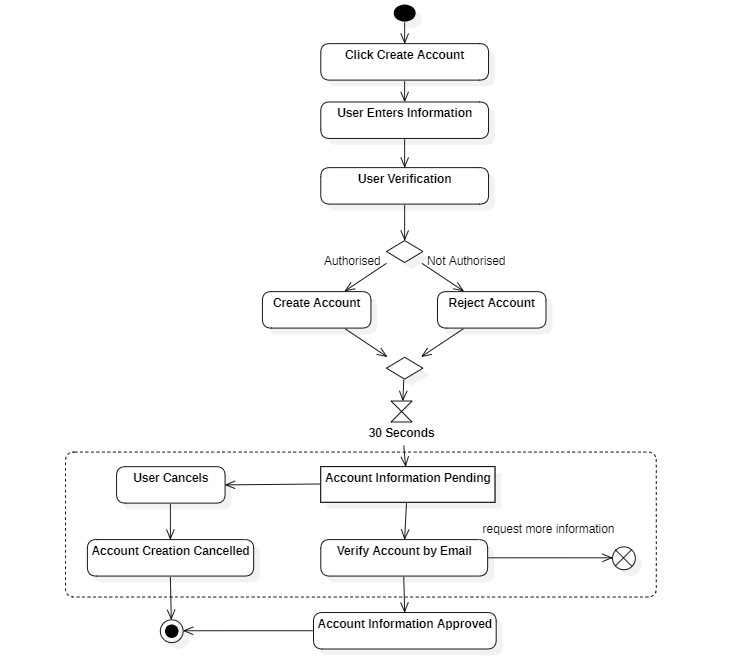 Click Create Account
User Enters Information
User Verification
Authorised
Not Authorised
Create Account
Reject Account
30 Seconds
User Cancels
Account Information Pending
request more information
Account Creation Cancelled
Verify Account by Email
Account Information Approved